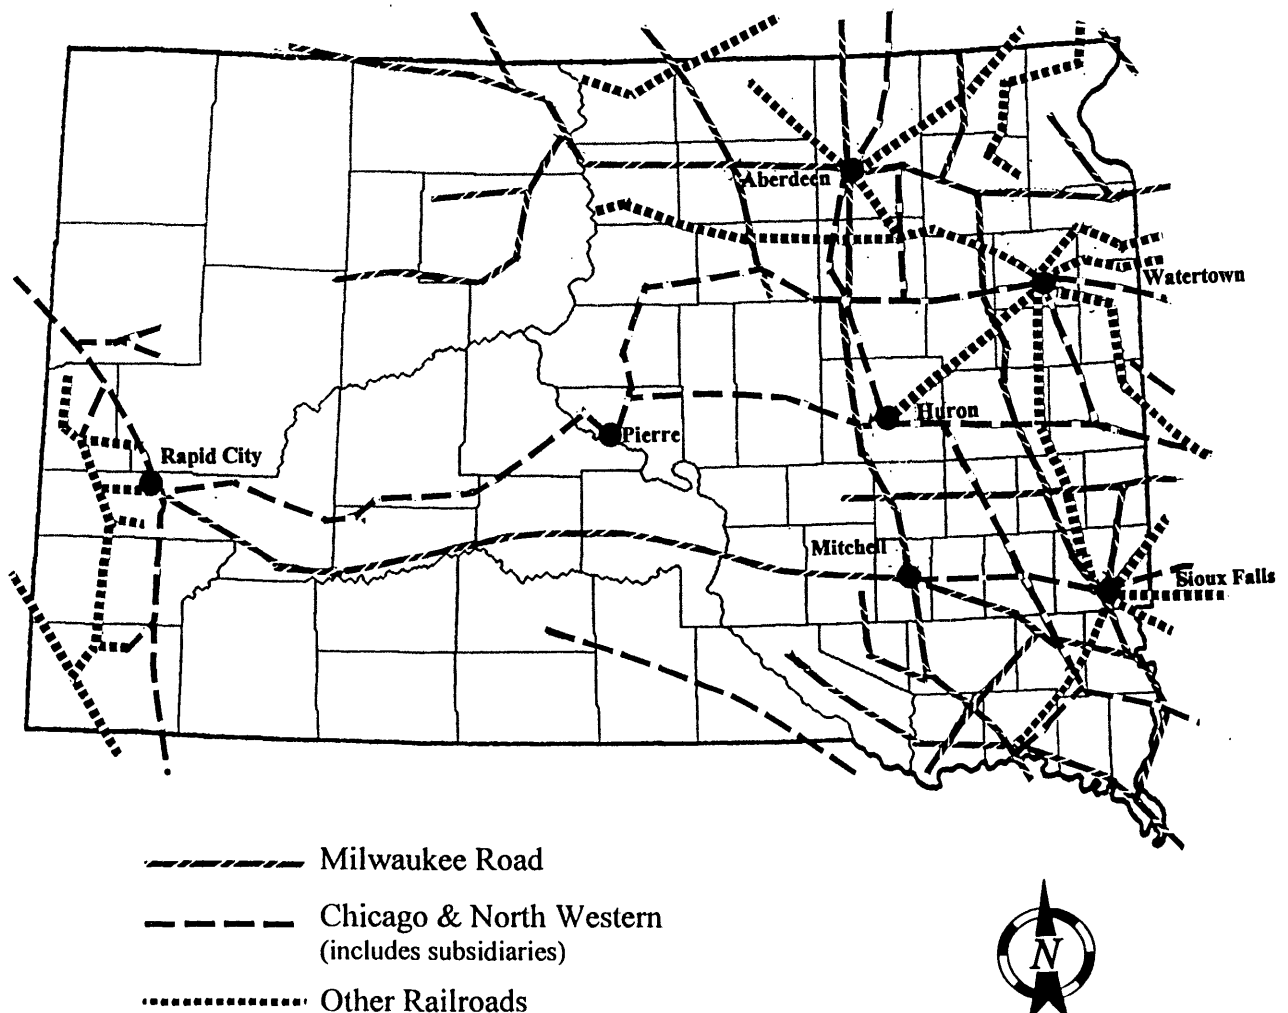 Aberdeen
Watertown
Huron
Pierre
Rapid City
Mitchell
Sioux Falls
Milwaukee Road
Chicago & North Western
(includes subsidiaries)
Other Railroads
N